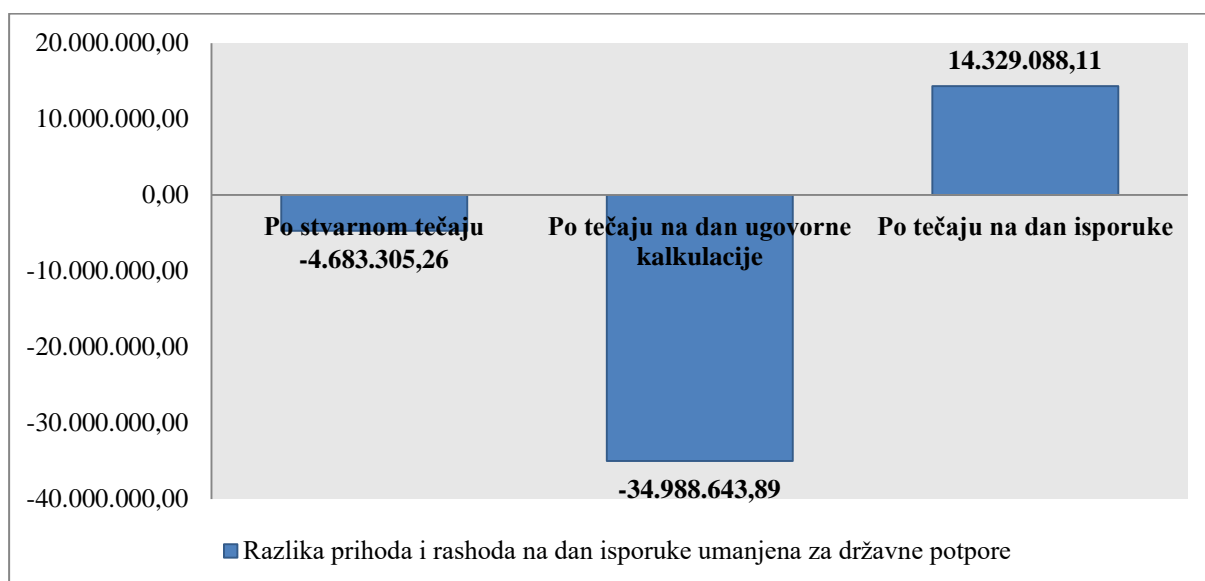 20.000.000,00
14.329.088,11
10.000.000,00
0,00
Po stvarnom tečaju
Po tečaju na dan ugovorne
kalkulacije
Po tečaju na dan isporuke
-4.683.305,26
-10.000.000,00
-20.000.000,00
-30.000.000,00
-34.988.643,89
-40.000.000,00
Razlika prihoda i rashoda na dan isporuke umanjena za državne potpore